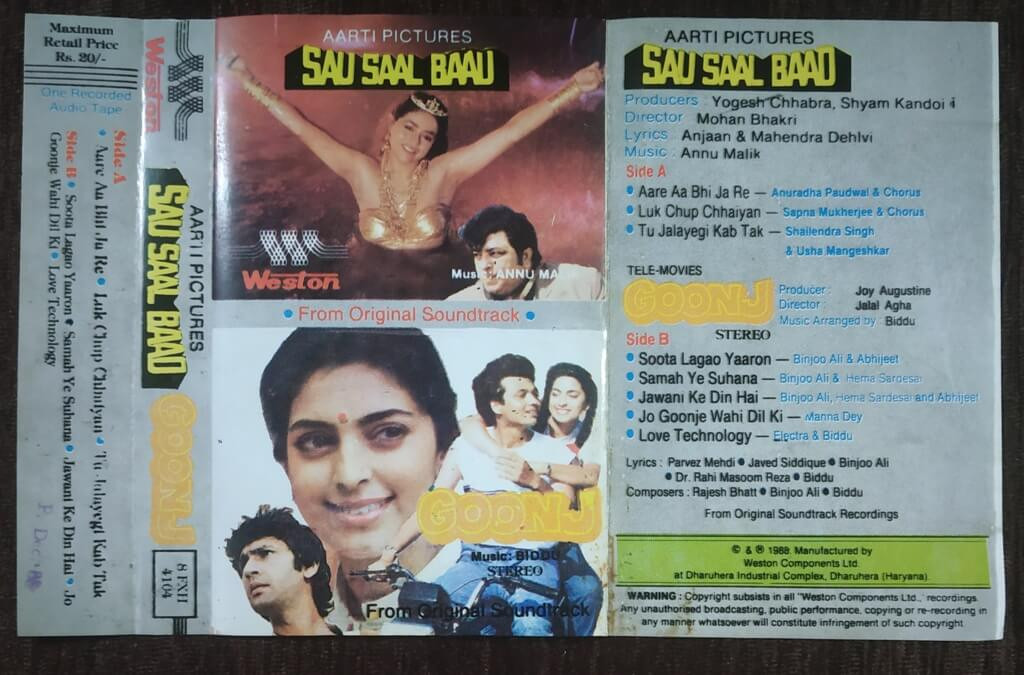 Maximum
Retail Price
Rs. 20/-
One Recorded
Audio Tape
Side A
• Aare Aa Bhi Ja Re • Luk Chup Chhaiyan • Tu Jalayegi Kab Tak
Side B • Soota Lagao Yaaron • Samah Ye Suhana • Jawani Ke Din Hai • Jo
Goonje Wahi Dil Ki • Love Technology
Weston
AARTI PICTURES
SAU SAAL BAAD
GOONJ
8 FXH
4104
AARTI PICTURES
SAU SAAL BAAD
Weston
Music: ANNU MALIK
• From Original Soundtrack •
GOONJ
Music: BIDDU
STEREO
From Original Soundtrack
AARTI PICTURES
SAU SAAL BAAD
Producers : Yogesh Chhabra, Shyam Kandoi
Director : Mohan Bhakri
Lyrics : Anjaan & Mahendra Dehlvi
Music : Annu Malik
Side A
• Aare Aa Bhi Ja Re — Anuradha Paudwal & Chorus
• Luk Chup Chhaiyan — Sapna Mukherjee & Chorus
• Tu Jalayegi Kab Tak — Shailendra Singh
& Usha Mangeshkar
TELE-MOVIES
GOONJ
Producer : Joy Augustine
Director : Jalal Agha
Music Arranged by : Biddu
STEREO
Side B
• Soota Lagao Yaaron — Binjoo Ali & Abhijeet
• Samah Ye Suhana — Binjoo Ali & Hema Sardesai
• Jawani Ke Din Hai — Binjoo Ali, Hema Sardesai and Abhijeet
• Jo Goonje Wahi Dil Ki — Manna Dey
• Love Technology — Electra & Biddu
Lyrics : Parvez Mehdi • Javed Siddique • Binjoo Ali
• Dr. Rahi Masoom Reza • Biddu
Composers : Rajesh Bhatt • Binjoo Ali • Biddu
From Original Soundtrack Recordings
© & ℗ 1988. Manufactured by
Weston Components Ltd.
at Dharuhera Industrial Complex, Dharuhera (Haryana)
WARNING : Copyright subsists in all "Weston Components Ltd.," recordings.
Any unauthorised broadcasting, public performance, copying or re-recording in
any manner whatsoever will constitute infringement of such copyright